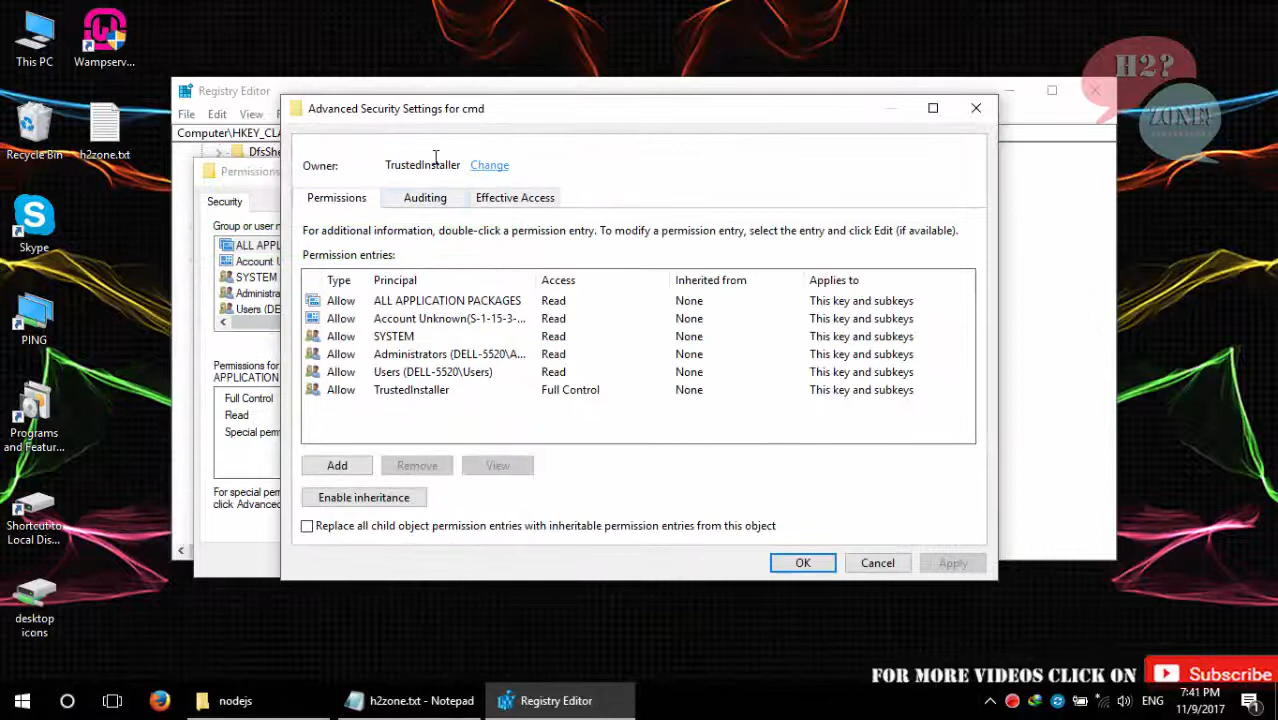 This PC
Wampserv...
Recycle Bin
h2zone.txt
Skype
PING
Programs
and Featur...
Shortcut to
Local Dis...
desktop
icons
Registry Editor
File Edit View
Computer\HKEY_CLA
DfsShe
Permissions
Security
Group or user n
ALL APPL
Account U
SYSTEM
Administra
Users (DE
Permissions for
APPLICATION
Full Control
Read
Special perm
For special perm
click Advanced
Advanced Security Settings for cmd
Owner: TrustedInstaller Change
Permissions Auditing Effective Access
For additional information, double-click a permission entry. To modify a permission entry, select the entry and click Edit (if available).
Permission entries:
Type Principal Access Inherited from Applies to
Allow ALL APPLICATION PACKAGES Read None This key and subkeys
Allow Account Unknown(S-1-15-3-... Read None This key and subkeys
Allow SYSTEM Read None This key and subkeys
Allow Administrators (DELL-5520\A... Read None This key and subkeys
Allow Users (DELL-5520\Users) Read None This key and subkeys
Allow TrustedInstaller Full Control None This key and subkeys
Add Remove View
Enable inheritance
Replace all child object permission entries with inheritable permission entries from this object
OK Cancel Apply
H2?
ZONE
FOR MORE VIDEOS CLICK ON Subscribe
nodejs
h2zone.txt - Notepad
Registry Editor
ENG
7:41 PM
11/9/2017
1